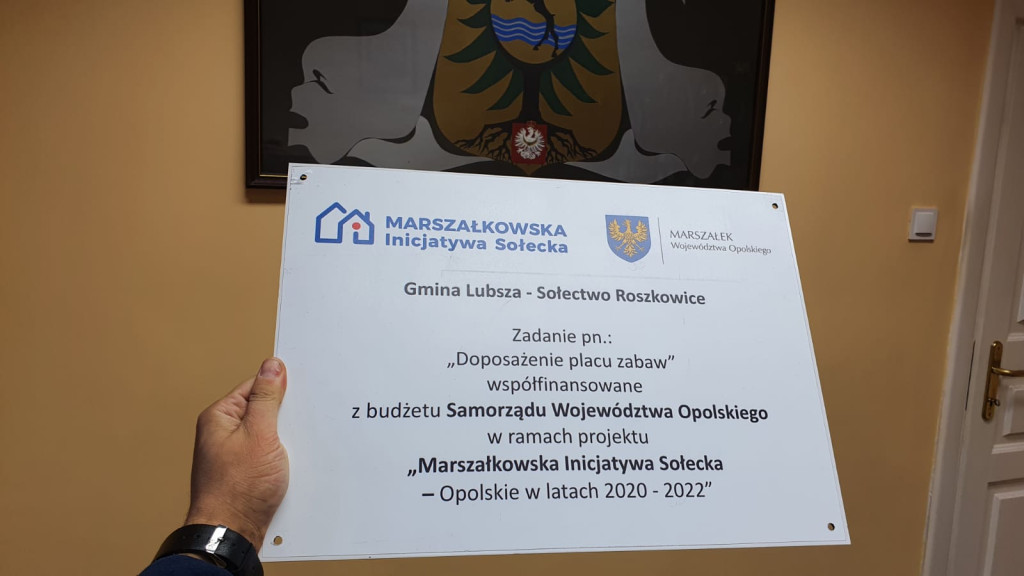 MARSZAŁKOWSKA
Inicjatywa Sołecka
MARSZAŁEK
Województwa Opolskiego
Gmina Lubsza - Sołectwo Roszkowice
Zadanie pn.:
„Doposażenie placu zabaw”
współfinansowane
z budżetu Samorządu Województwa Opolskiego
w ramach projektu
„Marszałkowska Inicjatywa Sołecka
– Opolskie w latach 2020 - 2022”